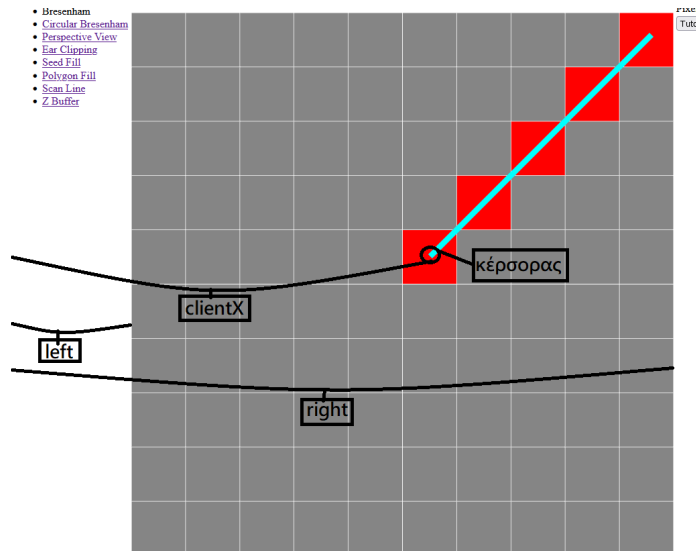 Bresenham
Circular Bresenham
Perspective View
Ear Clipping
Seed Fill
Polygon Fill
Scan Line
Z Buffer
κέρσορας
clientX
left
right